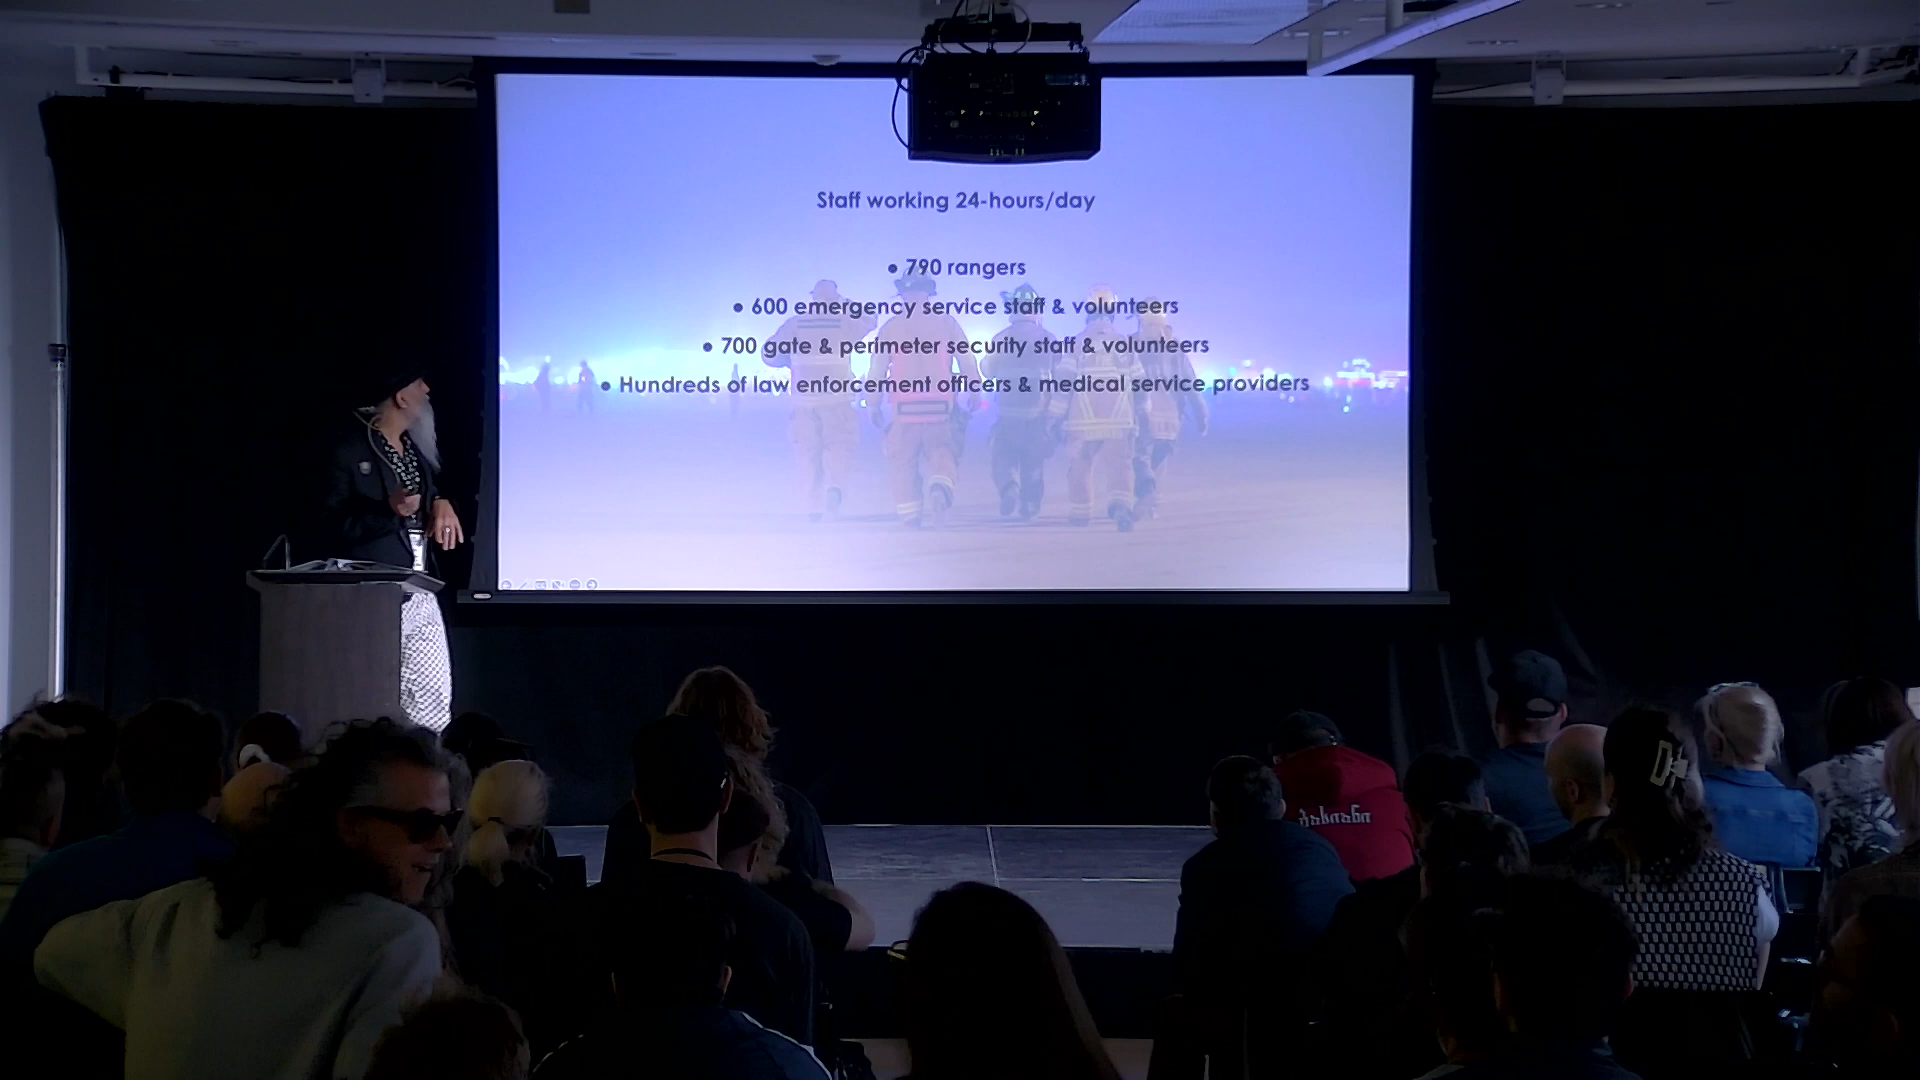 Staff working 24-hours/day
• 790 rangers
• 600 emergency service staff & volunteers
• 700 gate & perimeter security staff & volunteers
• Hundreds of law enforcement officers & medical service providers